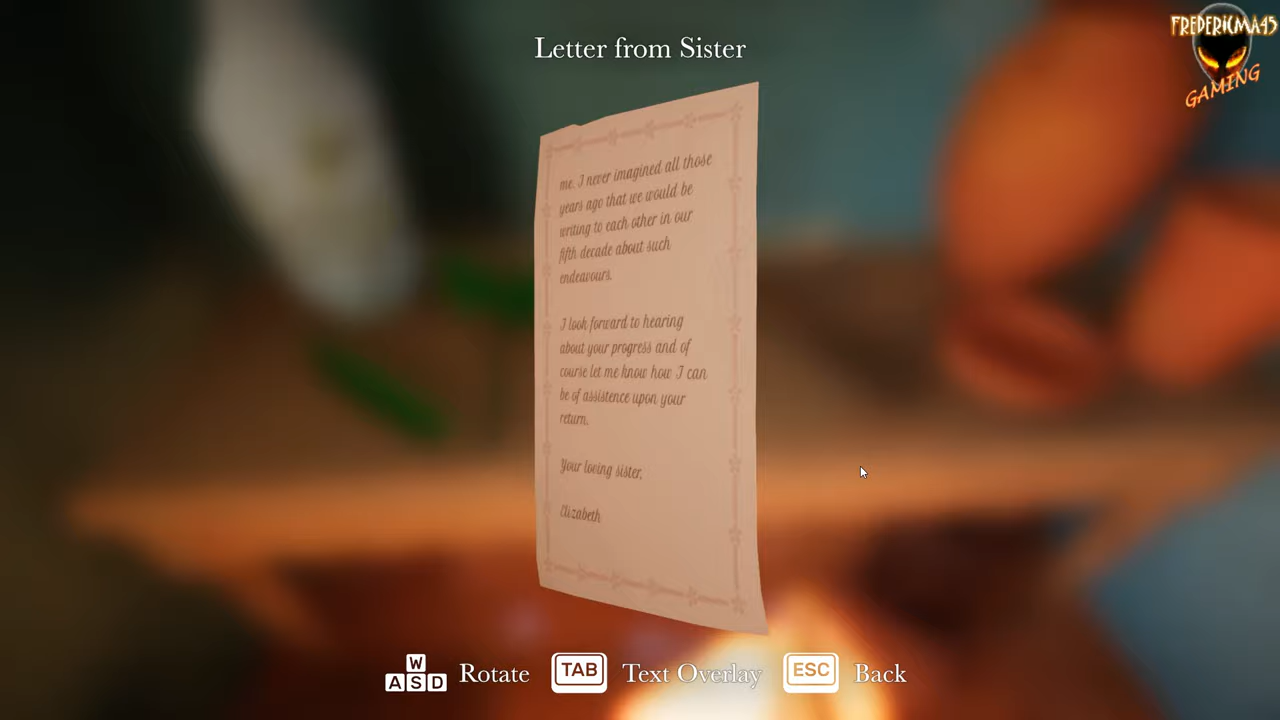 FREDERICMA45
GAMING
Letter from Sister
me. I never imagined all those
years ago that we would be
writing to each other in our
fifth decade about such
endeavours.
I look forward to hearing
about your progress and of
course let me know how I can
be of assistence upon your
return.
Your loving sister,
Elizabeth
W
A S D
Rotate
TAB
Text Overlay
ESC
Back